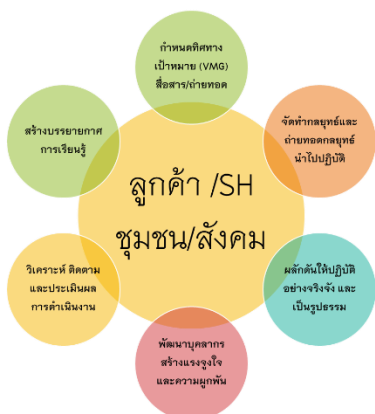 กำหนดทิศทาง
เป้าหมาย (VMG)
สื่อสาร/ถ่ายทอด
จัดทำกลยุทธ์และ
ถ่ายทอดกลยุทธ์
นำไปปฏิบัติ
ผลักดันให้ปฏิบัติ
อย่างจริงจัง และ
เป็นรูปธรรม
พัฒนาบุคลากร
สร้างแรงจูงใจ
และความผูกพัน
วิเคราะห์ ติดตาม
และประเมินผล
การดำเนินงาน
สร้างบรรยายกาศ
การเรียนรู้
ลูกค้า /SH
ชุมชน/สังคม